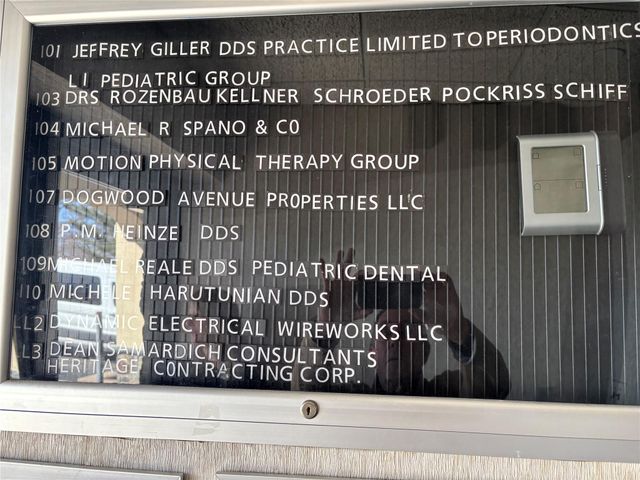 101 JEFFREY GILLER DDS PRACTICE LIMITED TO PERIODONTICS
LI PEDIATRIC GROUP
103 DRS ROZENBAU KELLNER SCHROEDER POCKRISS SCHIFF
104 MICHAEL R SPANO & CO
105 MOTION PHYSICAL THERAPY GROUP
107 DOGWOOD AVENUE PROPERTIES LLC
108 P.M. HEINZE DDS
109 MICHAEL REALE DDS PEDIATRIC DENTAL
110 MICHELE HARUTUNIAN DDS
LL2 DYNAMIC ELECTRICAL WIREWORKS LLC
LL3 DEAN SAMARDICH CONSULTANTS
HERITAGE CONTRACTING CORP.